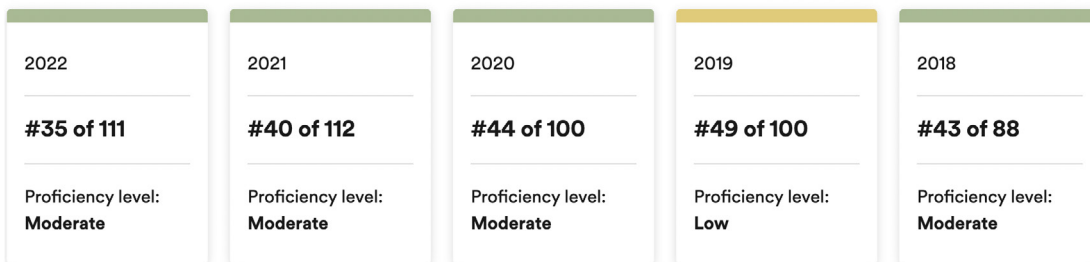 2022
#35 of 111
Proficiency level:
Moderate
2021
#40 of 112
Proficiency level:
Moderate
2020
#44 of 100
Proficiency level:
Moderate
2019
#49 of 100
Proficiency level:
Low
2018
#43 of 88
Proficiency level:
Moderate